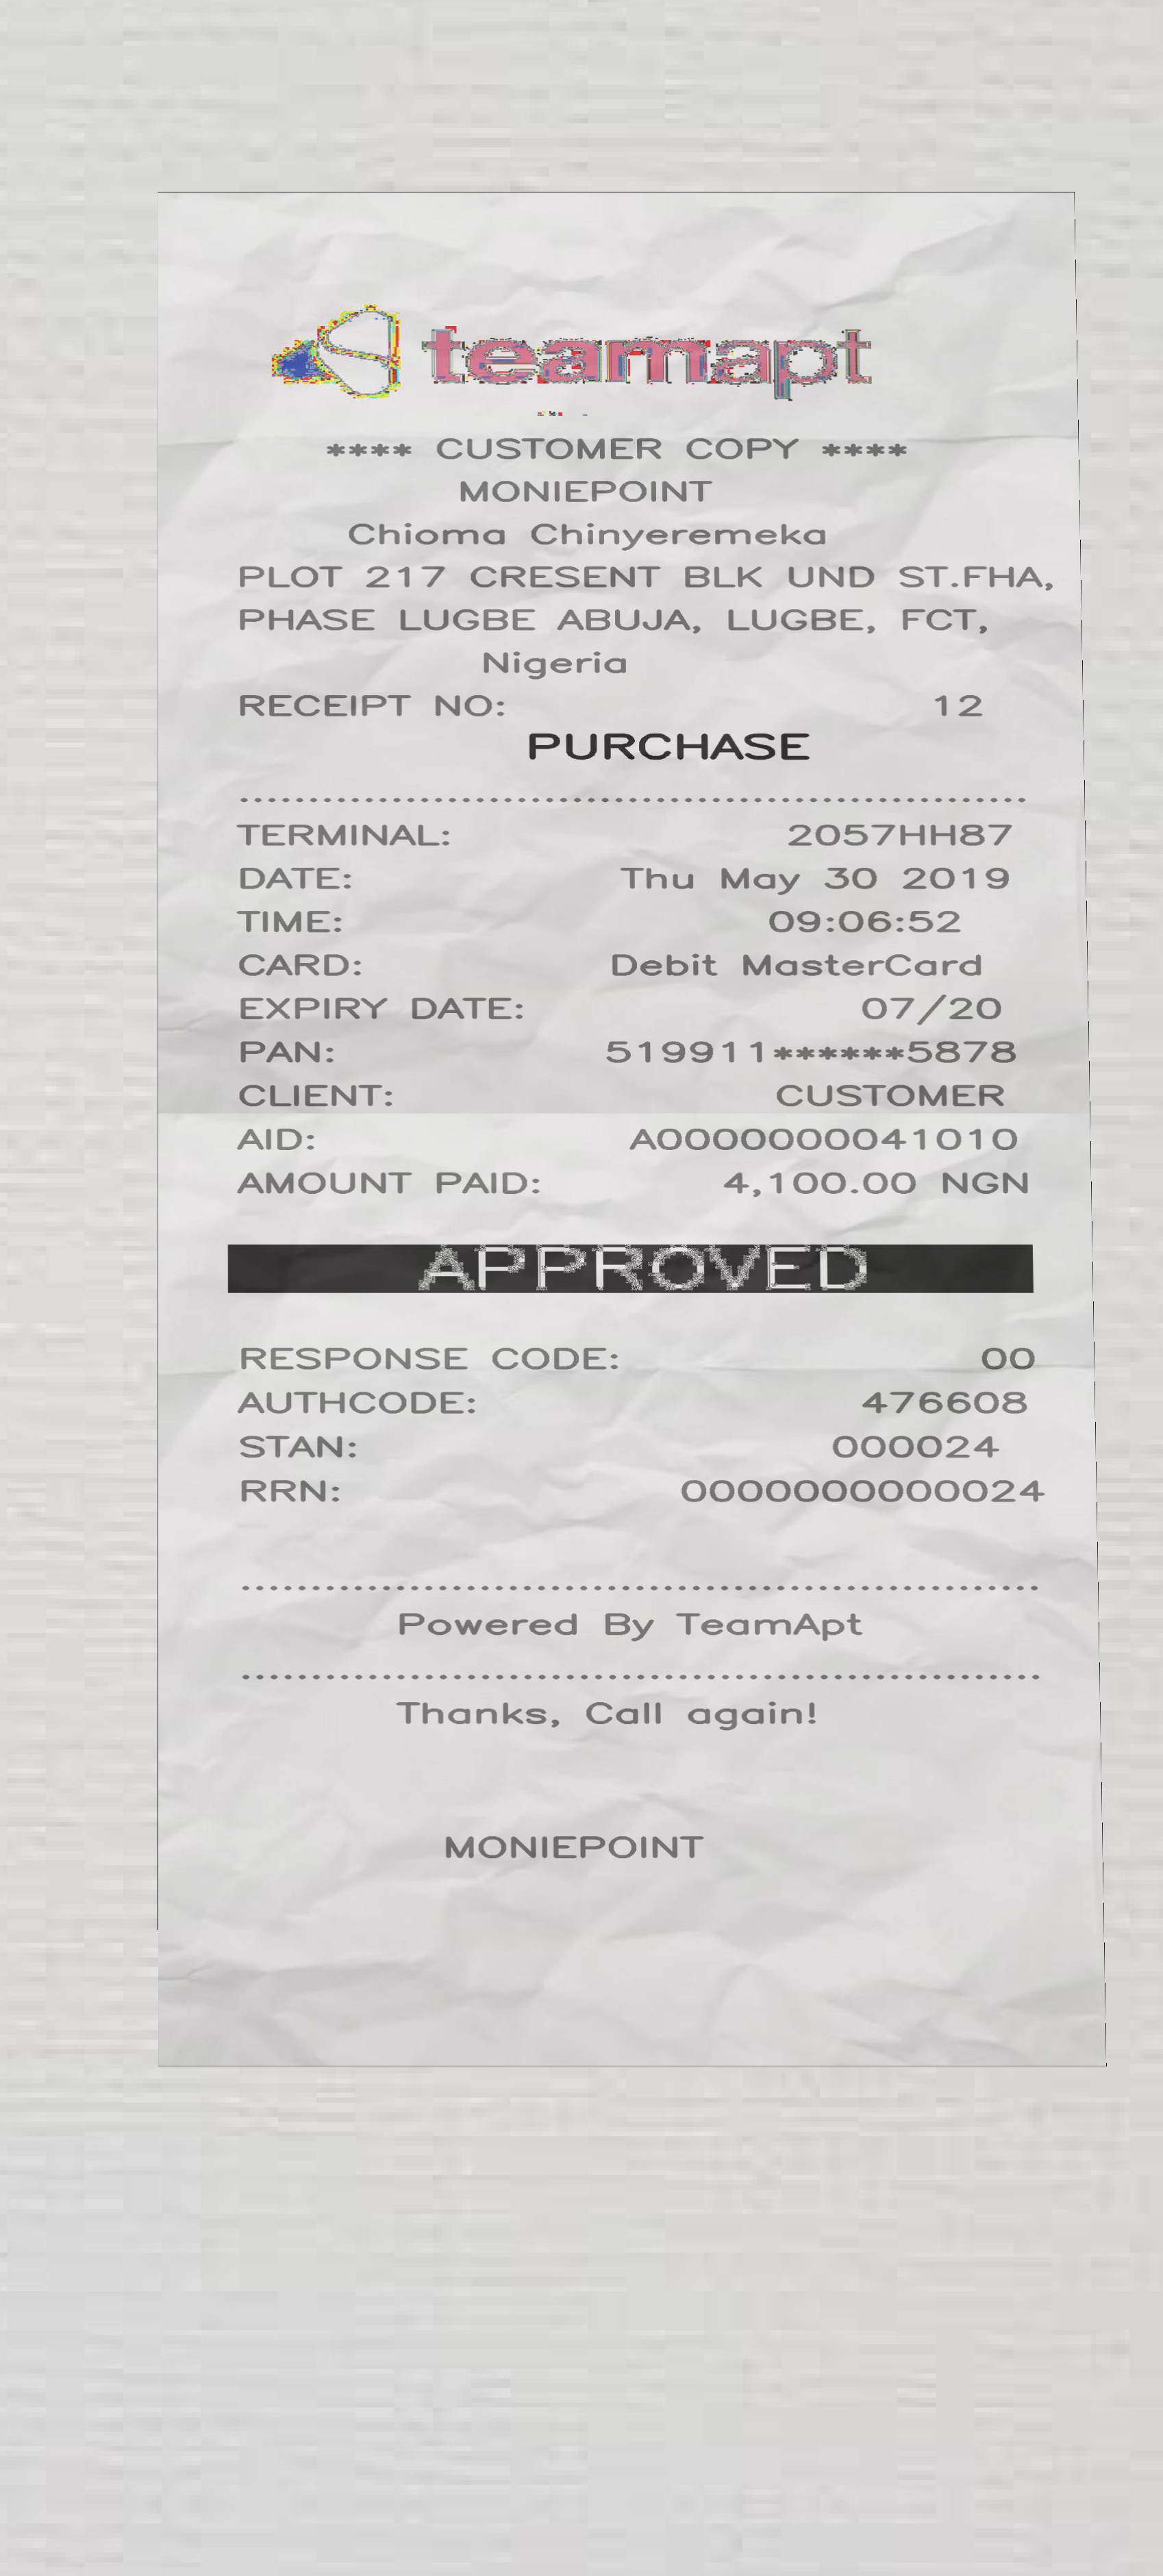 teamapt
**** CUSTOMER COPY ****
MONIEPOINT
Chioma Chinyeremeka
PLOT 217 CRESENT BLK UND ST.FHA,
PHASE LUGBE ABUJA, LUGBE, FCT,
Nigeria
RECEIPT NO: 12
PURCHASE
TERMINAL: 2057HH87
DATE: Thu May 30 2019
TIME: 09:06:52
CARD: Debit MasterCard
EXPIRY DATE: 07/20
PAN: 519911******5878
CLIENT: CUSTOMER
AID: A0000000041010
AMOUNT PAID: 4,100.00 NGN
APPROVED
RESPONSE CODE: 00
AUTHCODE: 476608
STAN: 000024
RRN: 0000000000024
Powered By TeamApt
Thanks, Call again!
MONIEPOINT